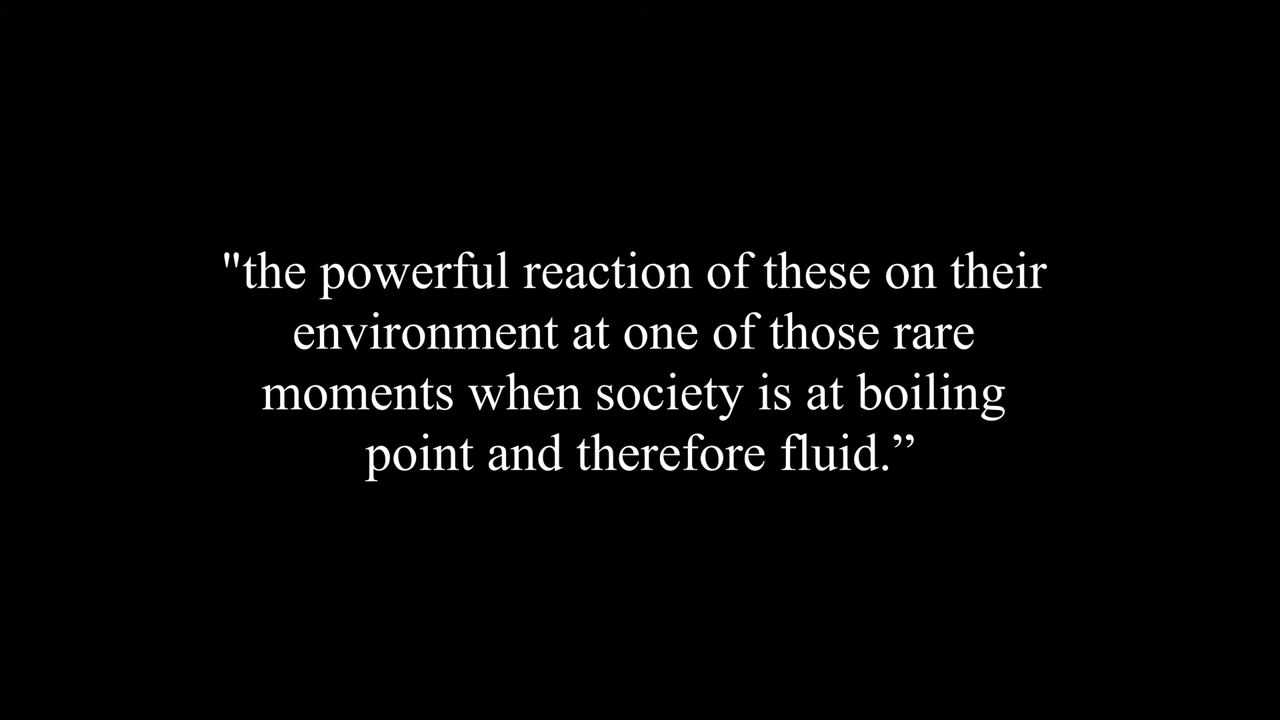 "the powerful reaction of these on their
environment at one of those rare
moments when society is at boiling
point and therefore fluid.”